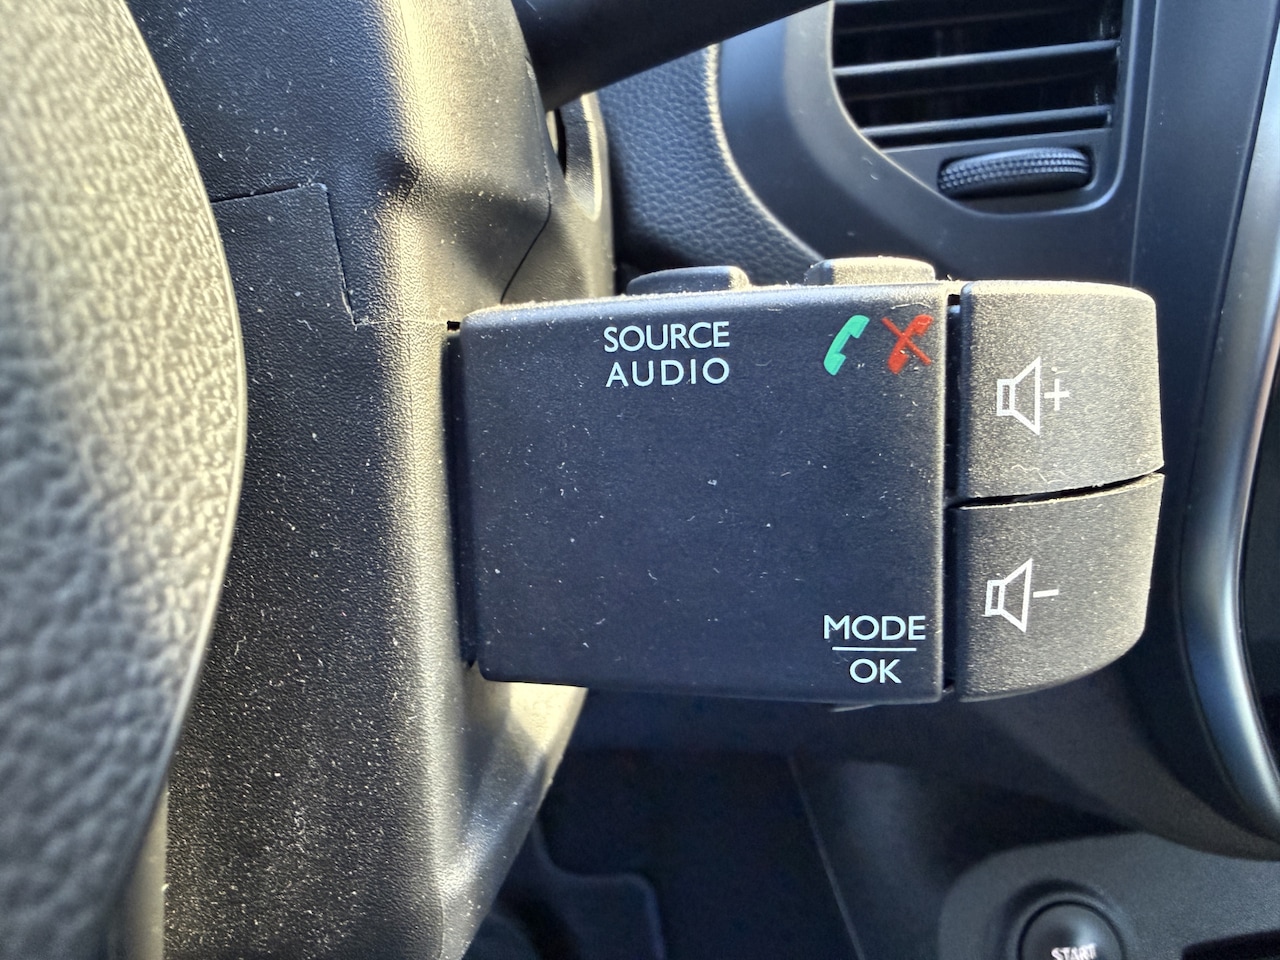 SOURCE
AUDIO
+
-
MODE
OK
START